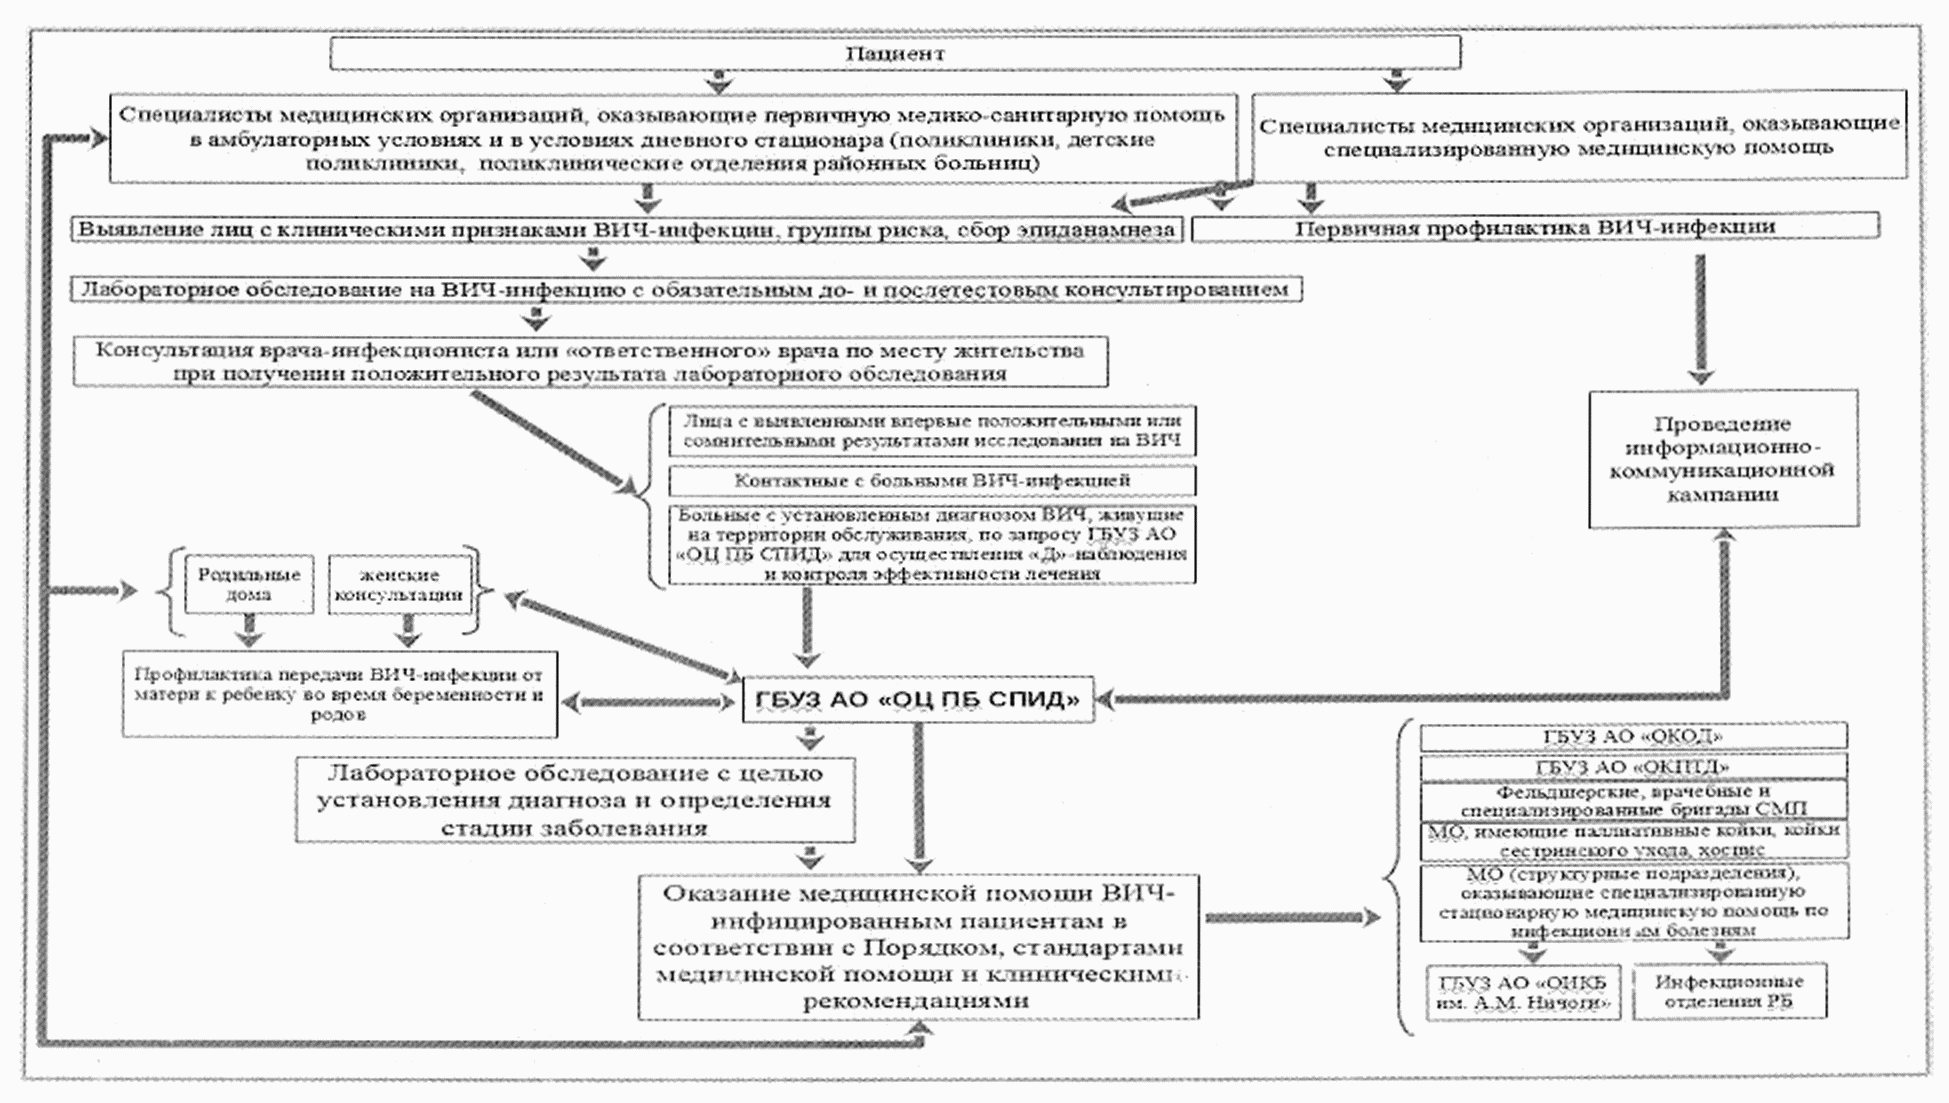 Пациент
Специалисты медицинских организаций, оказывающие первичную медико-санитарную помощь
в амбулаторных условиях и в условиях дневного стационара (поликлиники, детские
поликлиники, поликлинические отделения районных больниц)
Специалисты медицинских организаций, оказывающие
специализированную медицинскую помощь
Выявление лиц с клиническими признаками ВИЧ-инфекции, группы риска, сбор эпиданамнеза
Первичная профилактика ВИЧ-инфекции
Лабораторное обследование на ВИЧ-инфекцию с обязательным до- и послетестовым консультированием
Консультация врача-инфекциониста или «ответственного» врача по месту жительства
при получении положительного результата лабораторного обследования
Лица с выявленными впервые положительными или
сомнительными результатами исследования на ВИЧ
Контактные с больными ВИЧ-инфекцией
Больные с установленным диагнозом ВИЧ, живущие
на территории обслуживания, по запросу ГБУЗ АО
«ОЦ ПБ СПИД» для осуществления «Д»-наблюдения
и контроля эффективности лечения
Проведение
информационно-
коммуникационной
кампании
Родильные
дома
женские
консультации
Профилактика передачи ВИЧ-инфекции от
матери к ребенку во время беременности и
родов
ГБУЗ АО «ОЦ ПБ СПИД»
Лабораторное обследование с целью
установления диагноза и определения
стадии заболевания
Оказание медицинской помощи ВИЧ-
инфицированным пациентам в
соответствии с Порядком, стандартами
медицинской помощи и клиническими
рекомендациями
ГБУЗ АО «ОКОД»
ГБУЗ АО «ОКПТД»
Фельдшерские, врачебные и
специализированные бригады СМП
МО, имеющие паллиативные койки, койки
сестринского ухода, хоспис
МО (структурные подразделения),
оказывающие специализированную
стационарную медицинскую помощь по
инфекционным болезням
ГБУЗ АО «ОИКБ
им. А.М. Ничоги»
Инфекционные
отделения РБ